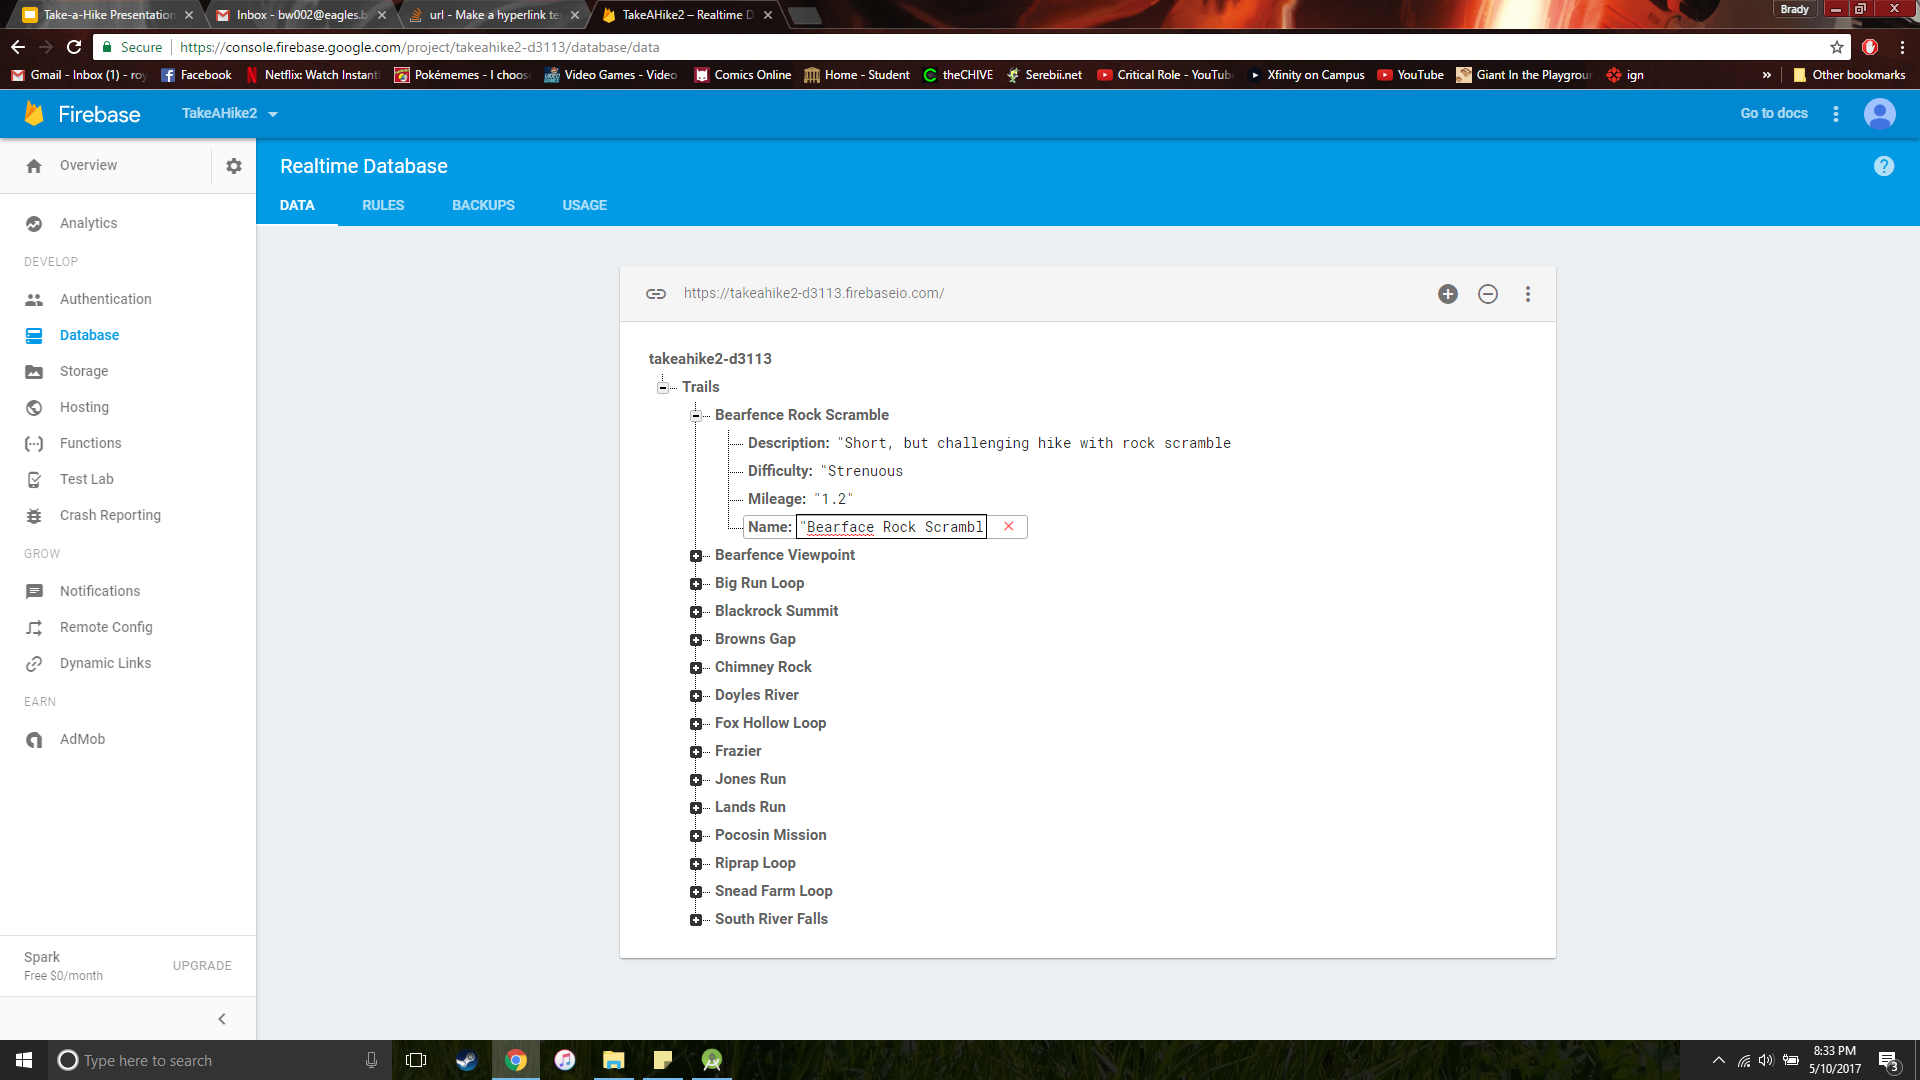 Take-a-Hike Presentation
Inbox - bw002@eagles.b
url - Make a hyperlink te
TakeAHike2 – Realtime D
Brady
Secure
https://console.firebase.google.com/project/takeahike2-d3113/database/data
Gmail - Inbox (1) - roy
Facebook
Netflix: Watch Instantl
Pokémemes - I choos
Video Games - Video
Comics Online
Home - Student
theCHIVE
Serebii.net
Critical Role - YouTub
Xfinity on Campus
YouTube
Giant In the Playgrou
ign
»
Other bookmarks
Firebase
TakeAHike2
Go to docs
Overview
Realtime Database
?
DATA
RULES
BACKUPS
USAGE
Analytics
DEVELOP
Authentication
Database
Storage
Hosting
Functions
Test Lab
Crash Reporting
GROW
Notifications
Remote Config
Dynamic Links
EARN
AdMob
Spark
Free $0/month
UPGRADE
https://takeahike2-d3113.firebaseio.com/
takeahike2-d3113
Trails
Bearfence Rock Scramble
Description: "Short, but challenging hike with rock scramble
Difficulty: "Strenuous
Mileage: "1.2"
Name: "Bearface Rock Scrambl
Bearfence Viewpoint
Big Run Loop
Blackrock Summit
Browns Gap
Chimney Rock
Doyles River
Fox Hollow Loop
Frazier
Jones Run
Lands Run
Pocosin Mission
Riprap Loop
Snead Farm Loop
South River Falls
Type here to search
8:33 PM
5/10/2017
3